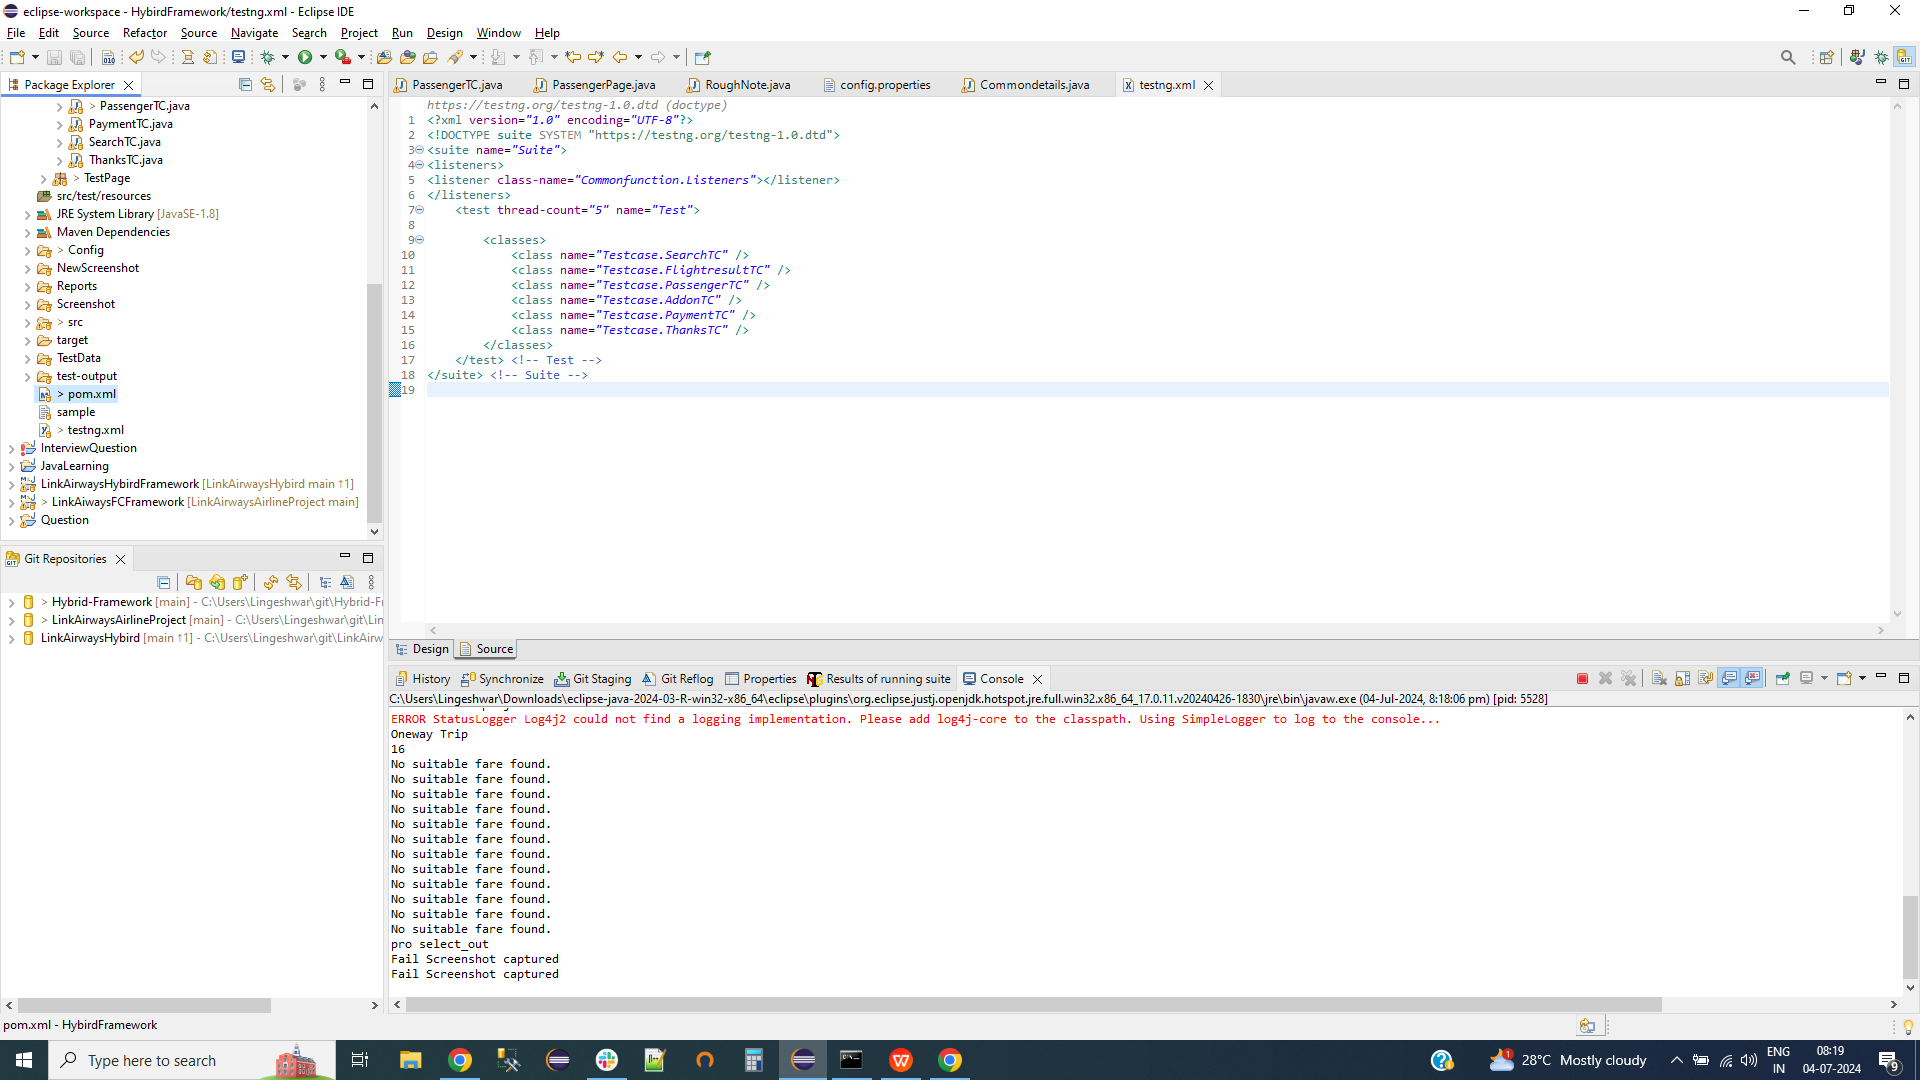 eclipse-workspace - HybirdFramework/testng.xml - Eclipse IDE
File Edit Source Refactor Source Navigate Search Project Run Design Window Help
Package Explorer
> PassengerTC.java
PaymentTC.java
SearchTC.java
ThanksTC.java
> TestPage
src/test/resources
JRE System Library [JavaSE-1.8]
Maven Dependencies
> Config
NewScreenshot
Reports
Screenshot
> src
target
TestData
test-output
> pom.xml
sample
> testng.xml
InterviewQuestion
JavaLearning
LinkAirwaysHybirdFramework [LinkAirwaysHybird main ↑1]
> LinkAiwaysFCFramework [LinkAirwaysAirlineProject main]
Question
Git Repositories
> Hybrid-Framework [main] - C:\Users\Lingeshwar\git\Hybrid-Fr
> LinkAirwaysAirlineProject [main] - C:\Users\Lingeshwar\git\Lin
LinkAirwaysHybird [main ↑1] - C:\Users\Lingeshwar\git\LinkAirw
PassengerTC.java PassengerPage.java RoughNote.java config.properties Commondetails.java testng.xml
https://testng.org/testng-1.0.dtd (doctype)
1 <?xml version="1.0" encoding="UTF-8"?>
2 <!DOCTYPE suite SYSTEM "https://testng.org/testng-1.0.dtd">
3 <suite name="Suite">
4 <listeners>
5 <listener class-name="Commonfunction.Listeners"></listener>
6 </listeners>
7 <test thread-count="5" name="Test">
8
9 <classes>
10 <class name="Testcase.SearchTC" />
11 <class name="Testcase.FlightresultTC" />
12 <class name="Testcase.PassengerTC" />
13 <class name="Testcase.AddonTC" />
14 <class name="Testcase.PaymentTC" />
15 <class name="Testcase.ThanksTC" />
16 </classes>
17 </test> <!-- Test -->
18 </suite> <!-- Suite -->
19
Design Source
History Synchronize Git Staging Git Reflog Properties Results of running suite Console
C:\Users\Lingeshwar\Downloads\eclipse-java-2024-03-R-win32-x86_64\eclipse\plugins\org.eclipse.justj.openjdk.hotspot.jre.full.win32.x86_64_17.0.11.v20240426-1830\jre\bin\javaw.exe (04-Jul-2024, 8:18:06 pm) [pid: 5528]
ERROR StatusLogger Log4j2 could not find a logging implementation. Please add log4j-core to the classpath. Using SimpleLogger to log to the console...
Oneway Trip
16
No suitable fare found.
No suitable fare found.
No suitable fare found.
No suitable fare found.
No suitable fare found.
No suitable fare found.
No suitable fare found.
No suitable fare found.
No suitable fare found.
No suitable fare found.
No suitable fare found.
No suitable fare found.
pro select_out
Fail Screenshot captured
Fail Screenshot captured
pom.xml - HybirdFramework
Type here to search
28°C Mostly cloudy
ENG
IN
08:19
04-07-2024
9